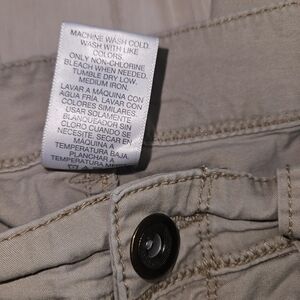 MACHINE WASH COLD.
WASH WITH LIKE
COLORS.
ONLY NON-CHLORINE
BLEACH WHEN NEEDED.
TUMBLE DRY LOW.
MEDIUM IRON.
LAVAR A MÁQUINA CON
AGUA FRÍA. LAVAR CON
COLORES SIMILARES.
USAR SOLAMENTE
BLANQUEADOR SIN
CLORO CUANDO SE
NECESITE. SECAR EN
MÁQUINA A
TEMPERATURA BAJA.
PLANCHAR A
TEMPERATURA